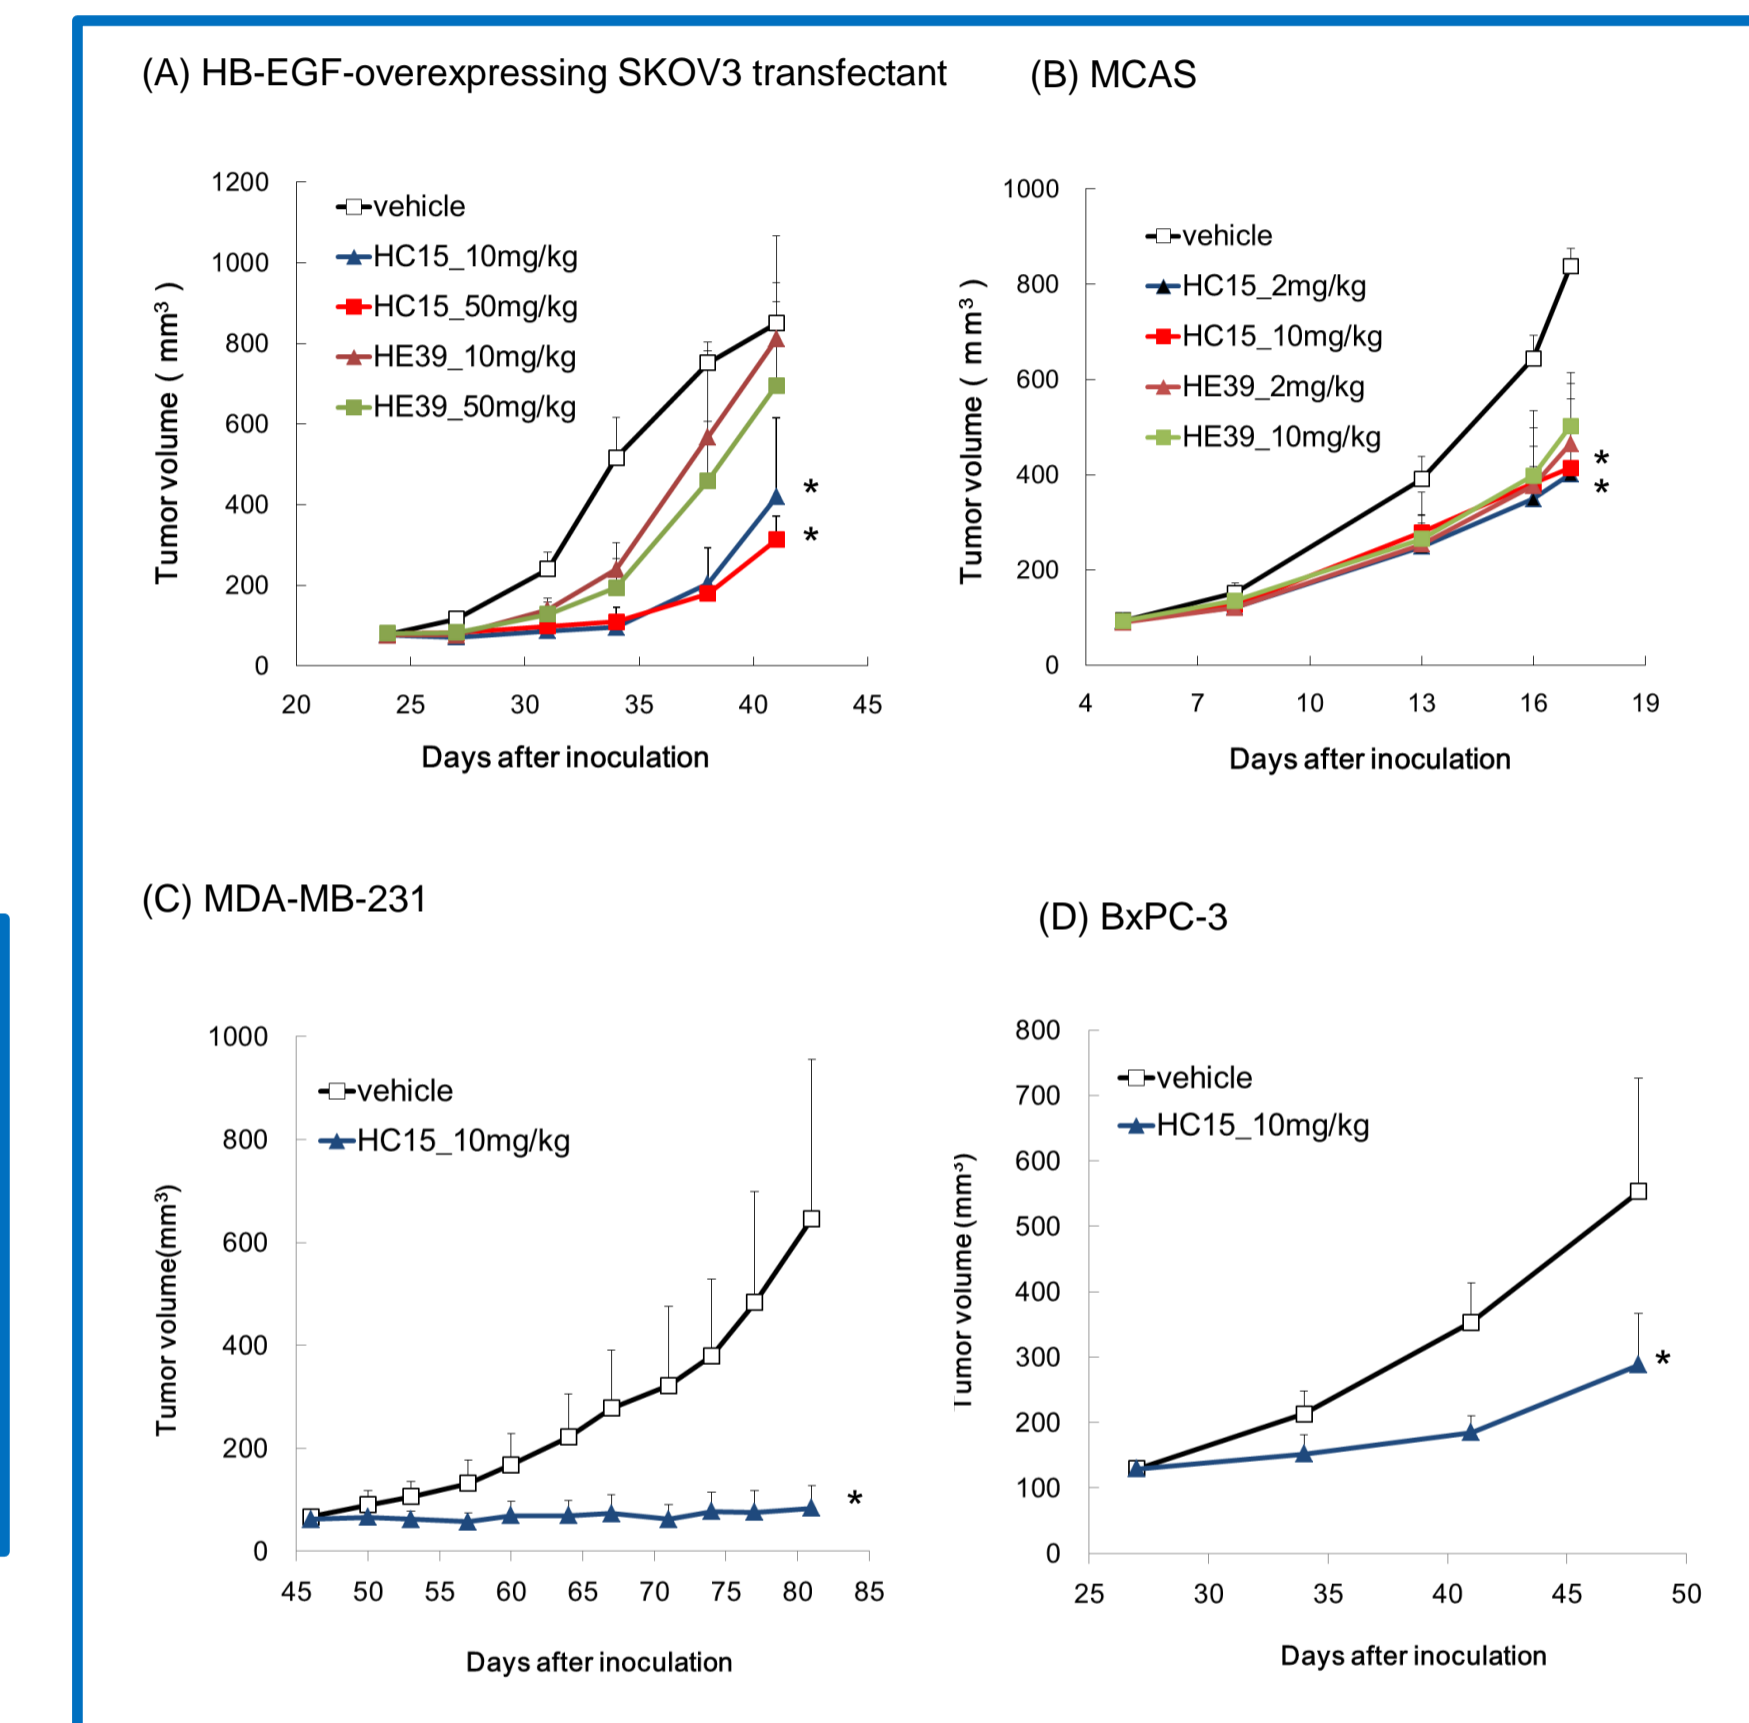 (A) HB-EGF-overexpressing SKOV3 transfectant
1200
1000
800
600
400
200
0
Tumor volume ( mm³ )
vehicle
HC15_10mg/kg
HC15_50mg/kg
HE39_10mg/kg
HE39_50mg/kg
*
*
20 25 30 35 40 45
Days after inoculation
(B) MCAS
1000
800
600
400
200
0
Tumor volume ( m m³ )
vehicle
HC15_2mg/kg
HC15_10mg/kg
HE39_2mg/kg
HE39_10mg/kg
*
*
4 7 10 13 16 19
Days after inoculation
(C) MDA-MB-231
1000
800
600
400
200
0
Tumor volume(mm³)
vehicle
HC15_10mg/kg
*
45 50 55 60 65 70 75 80 85
Days after inoculation
(D) BxPC-3
800
700
600
500
400
300
200
100
0
Tumor volume (mm³)
vehicle
HC15_10mg/kg
*
25 30 35 40 45 50
Days after inoculation